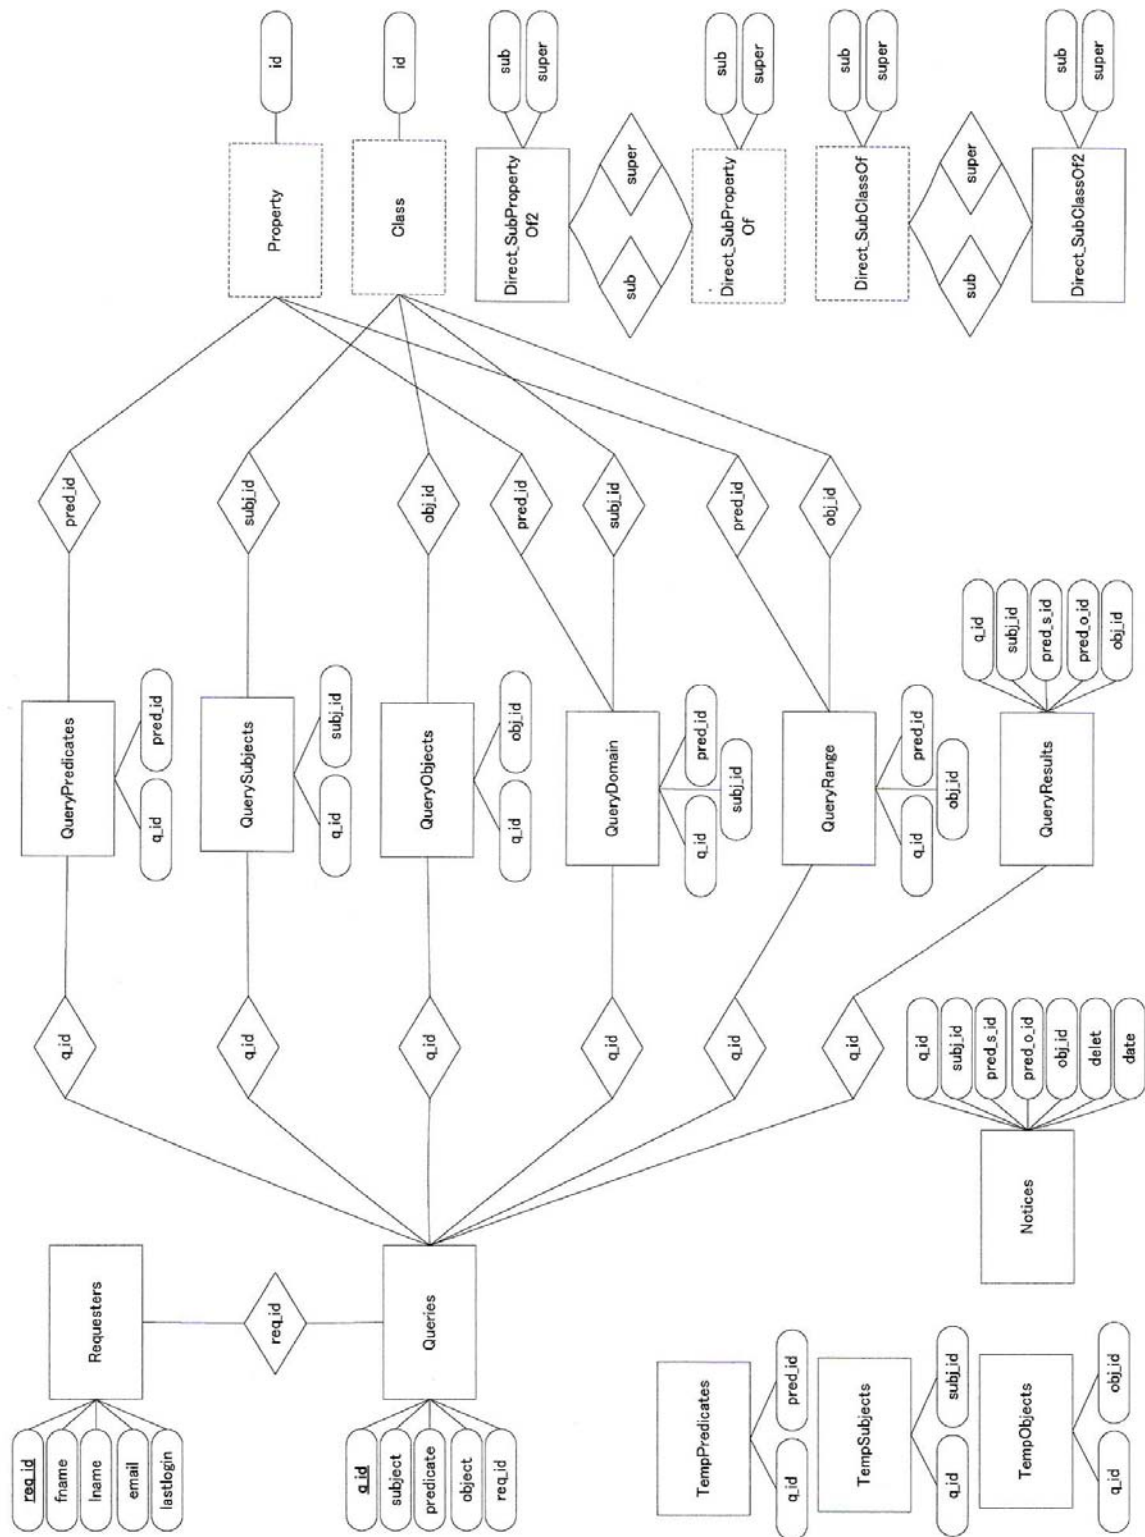 Requesters
req_id
fname
lname
email
lastlogin
req_id
Queries
q_id
subject
predicate
object
req_id
TempPredicates
q_id
pred_id
TempSubjects
q_id
subj_id
TempObjects
q_id
obj_id
q_id
q_id
q_id
q_id
q_id
q_id
Notices
q_id
subj_id
pred_s_id
pred_o_id
obj_id
delet
date
QueryPredicates
q_id
pred_id
QuerySubjects
q_id
subj_id
QueryObjects
q_id
obj_id
QueryDomain
q_id
subj_id
pred_id
QueryRange
q_id
obj_id
pred_id
QueryResults
q_id
subj_id
pred_s_id
pred_o_id
obj_id
pred_id
subj_id
obj_id
pred_id
subj_id
pred_id
obj_id
Property
id
Class
id
Direct_SubProperty
Of2
sub
super
sub
super
Direct_SubProperty
Of
sub
super
Direct_SubClassOf
sub
super
sub
super
Direct_SubClassOf2
sub
super